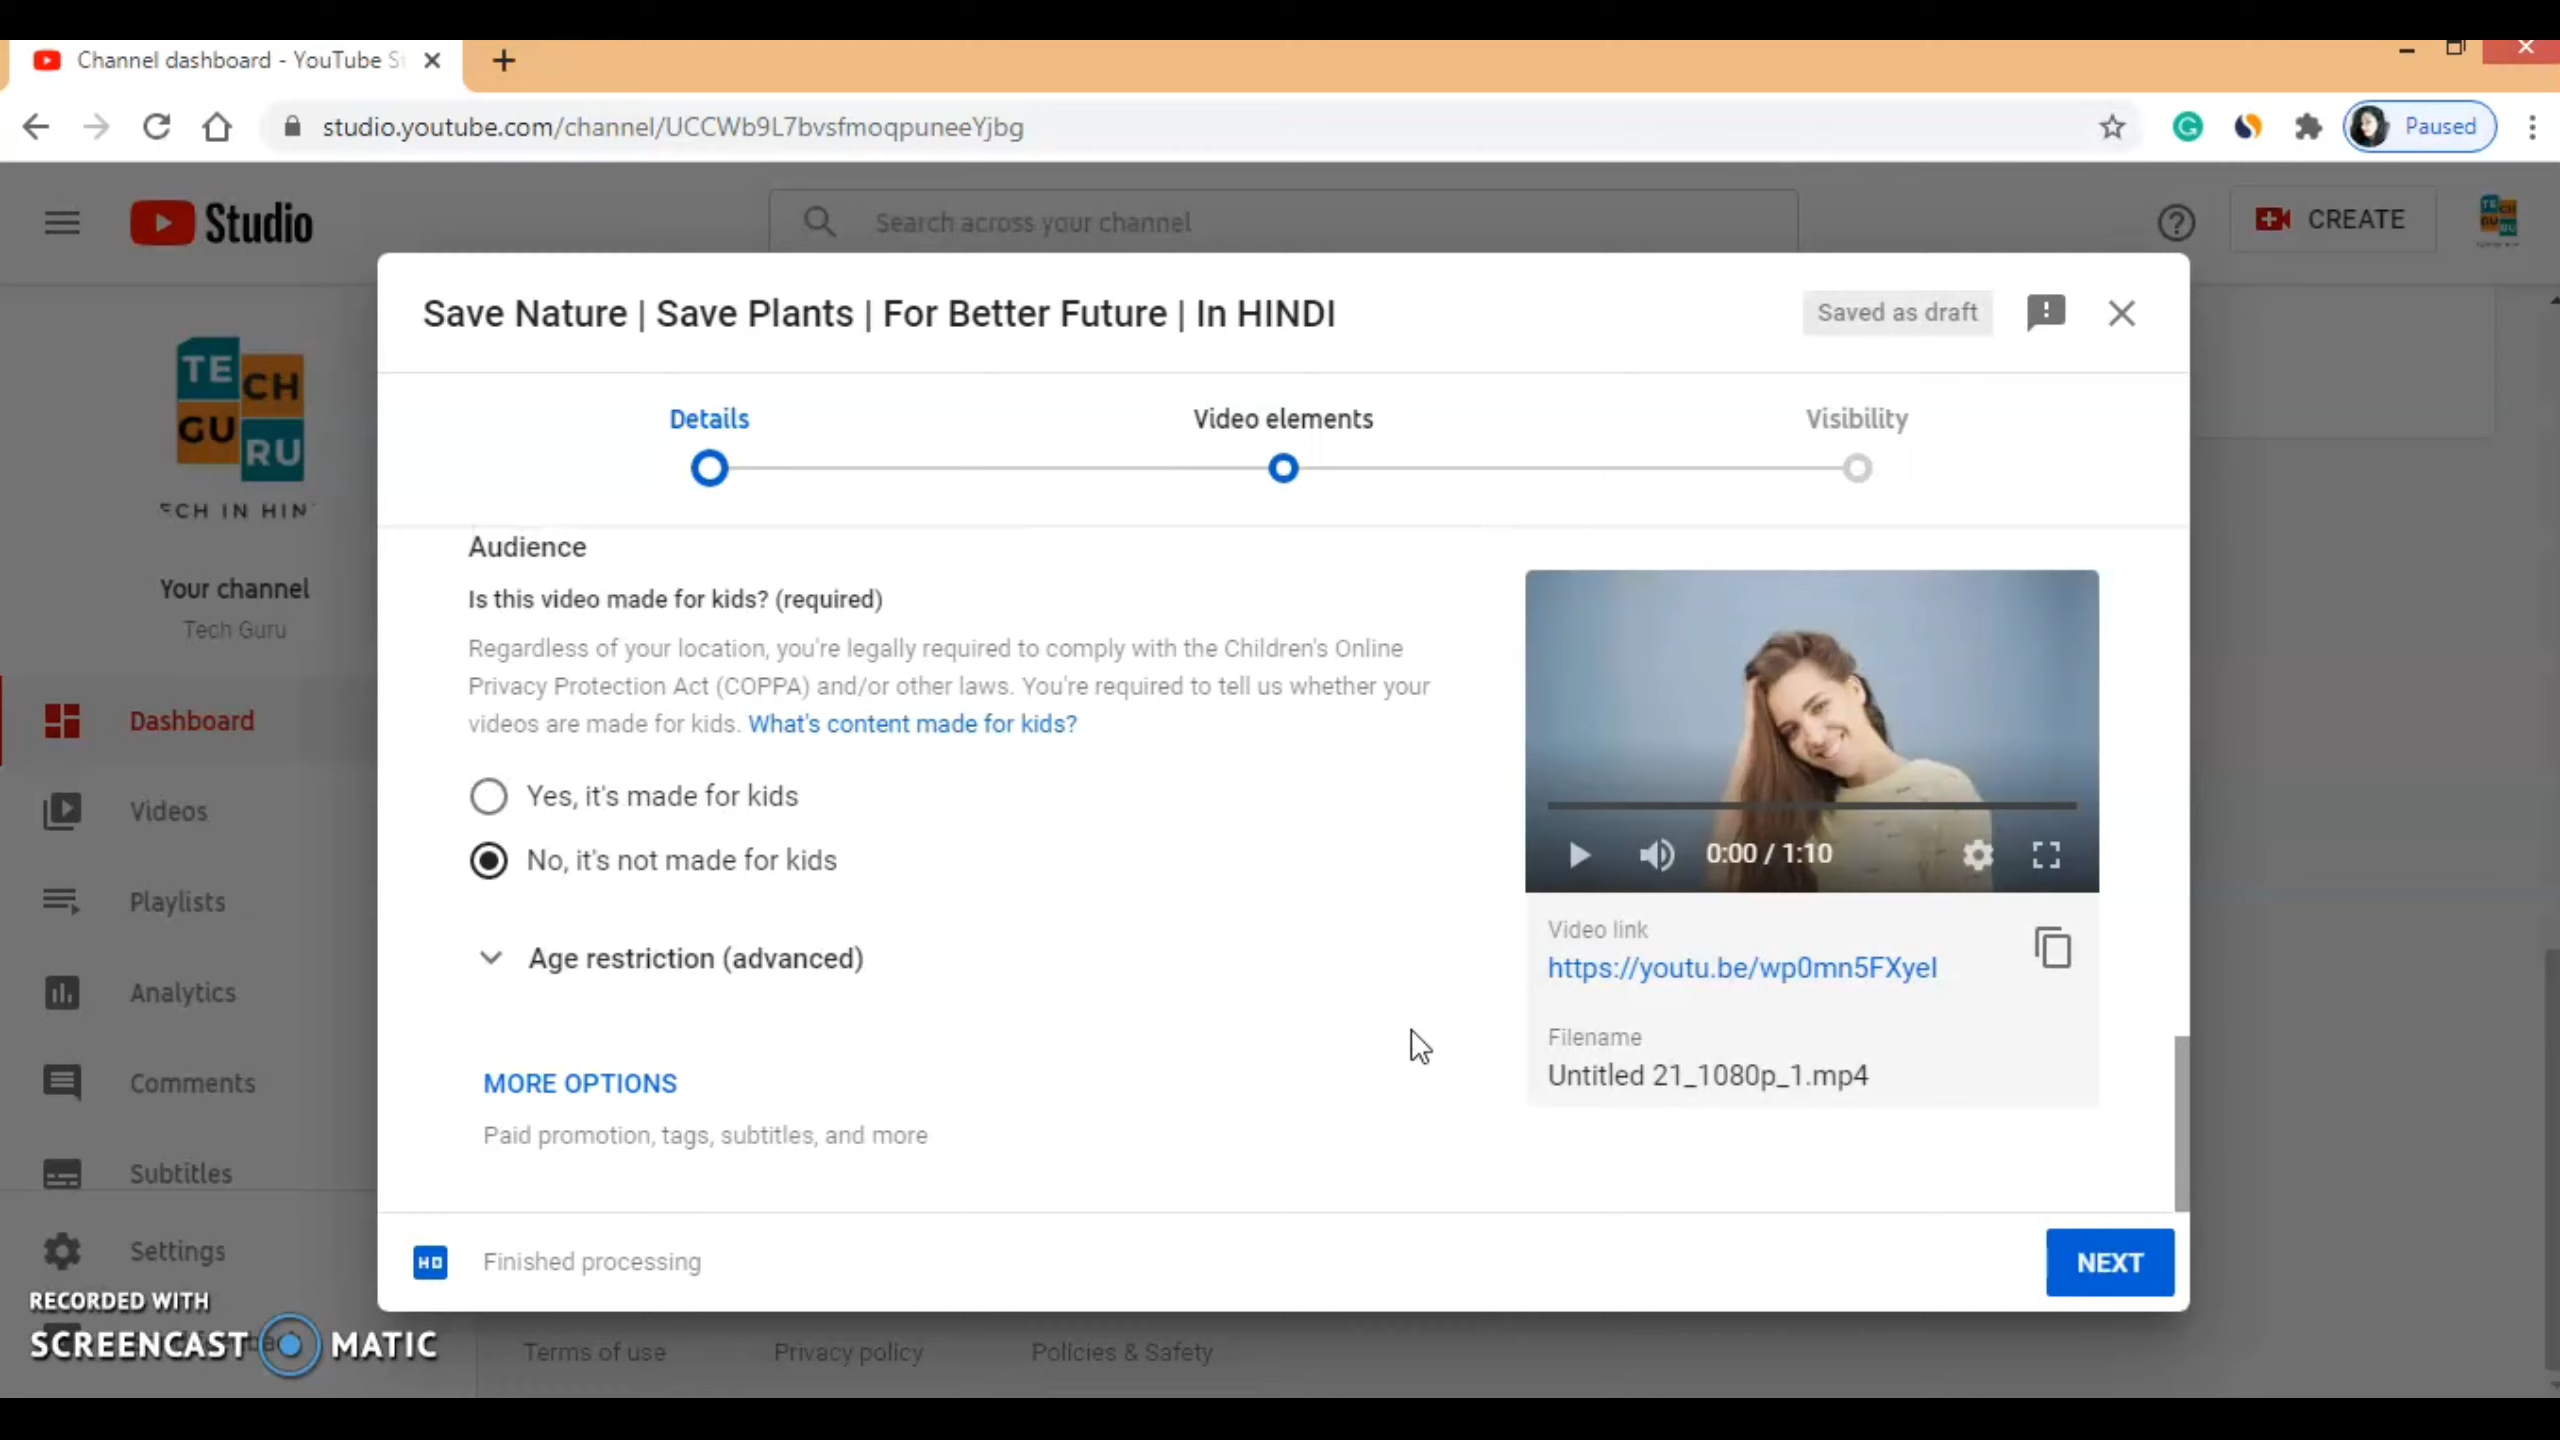 Channel dashboard - YouTube St
studio.youtube.com/channel/UCCWb9L7bvsfmoqpuneeYjbg
Paused
Studio
Search across your channel
CREATE
Save Nature | Save Plants | For Better Future | In HINDI
Saved as draft
TE
CH
GU
RU
ECH IN HIN
Your channel
Tech Guru
Dashboard
Videos
Playlists
Analytics
Comments
Subtitles
Settings
Details
Video elements
Visibility
Audience
Is this video made for kids? (required)
Regardless of your location, you're legally required to comply with the Children's Online
Privacy Protection Act (COPPA) and/or other laws. You're required to tell us whether your
videos are made for kids. What's content made for kids?
Yes, it's made for kids
No, it's not made for kids
Age restriction (advanced)
MORE OPTIONS
Paid promotion, tags, subtitles, and more
0:00 / 1:10
Video link
https://youtu.be/wp0mn5FXyeI
Filename
Untitled 21_1080p_1.mp4
HD
Finished processing
NEXT
RECORDED WITH
SCREENCAST MATIC
Terms of use
Privacy policy
Policies & Safety